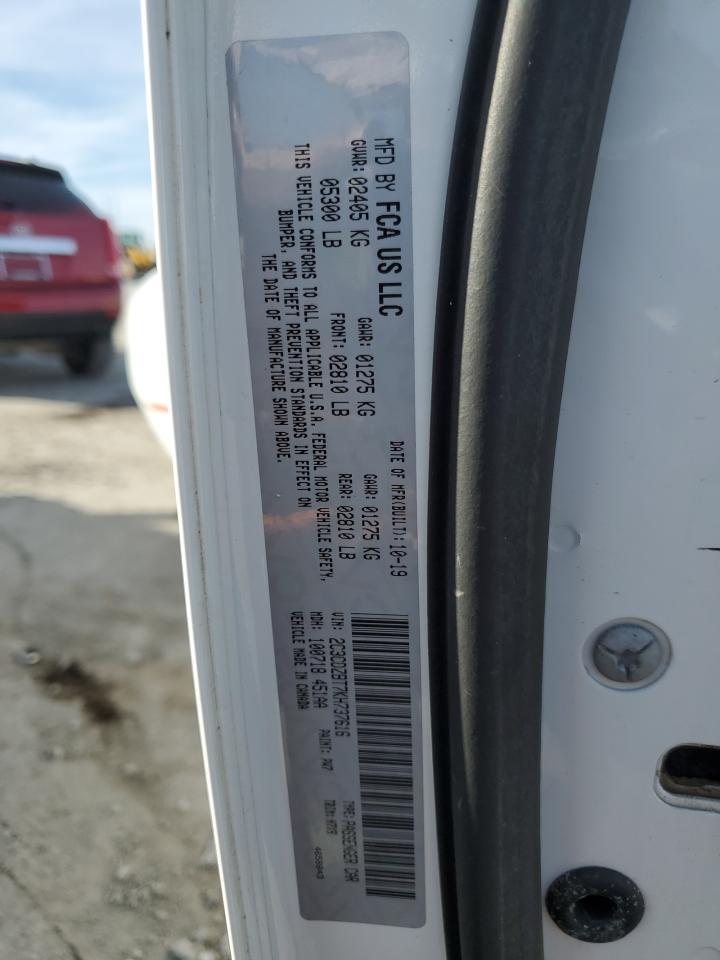 MFD BY FCA US LLC
DATE OF MFR(BUILT): 10-19
GVWR: 02405 KG GAWR: 01275 KG GAWR: 01275 KG
05300 LB FRONT: 02810 LB REAR: 02810 LB
THIS VEHICLE CONFORMS TO ALL APPLICABLE U.S.A. FEDERAL MOTOR VEHICLE SAFETY,
BUMPER, AND THEFT PREVENTION STANDARDS IN EFFECT ON
THE DATE OF MANUFACTURE SHOWN ABOVE.
VIN: 2C3CDZBT7KH737616 TYPE: PASSENGER CAR
MDH: 100718 451AA PAINT: PW7 TRIM:
VEHICLE MADE IN CANADA